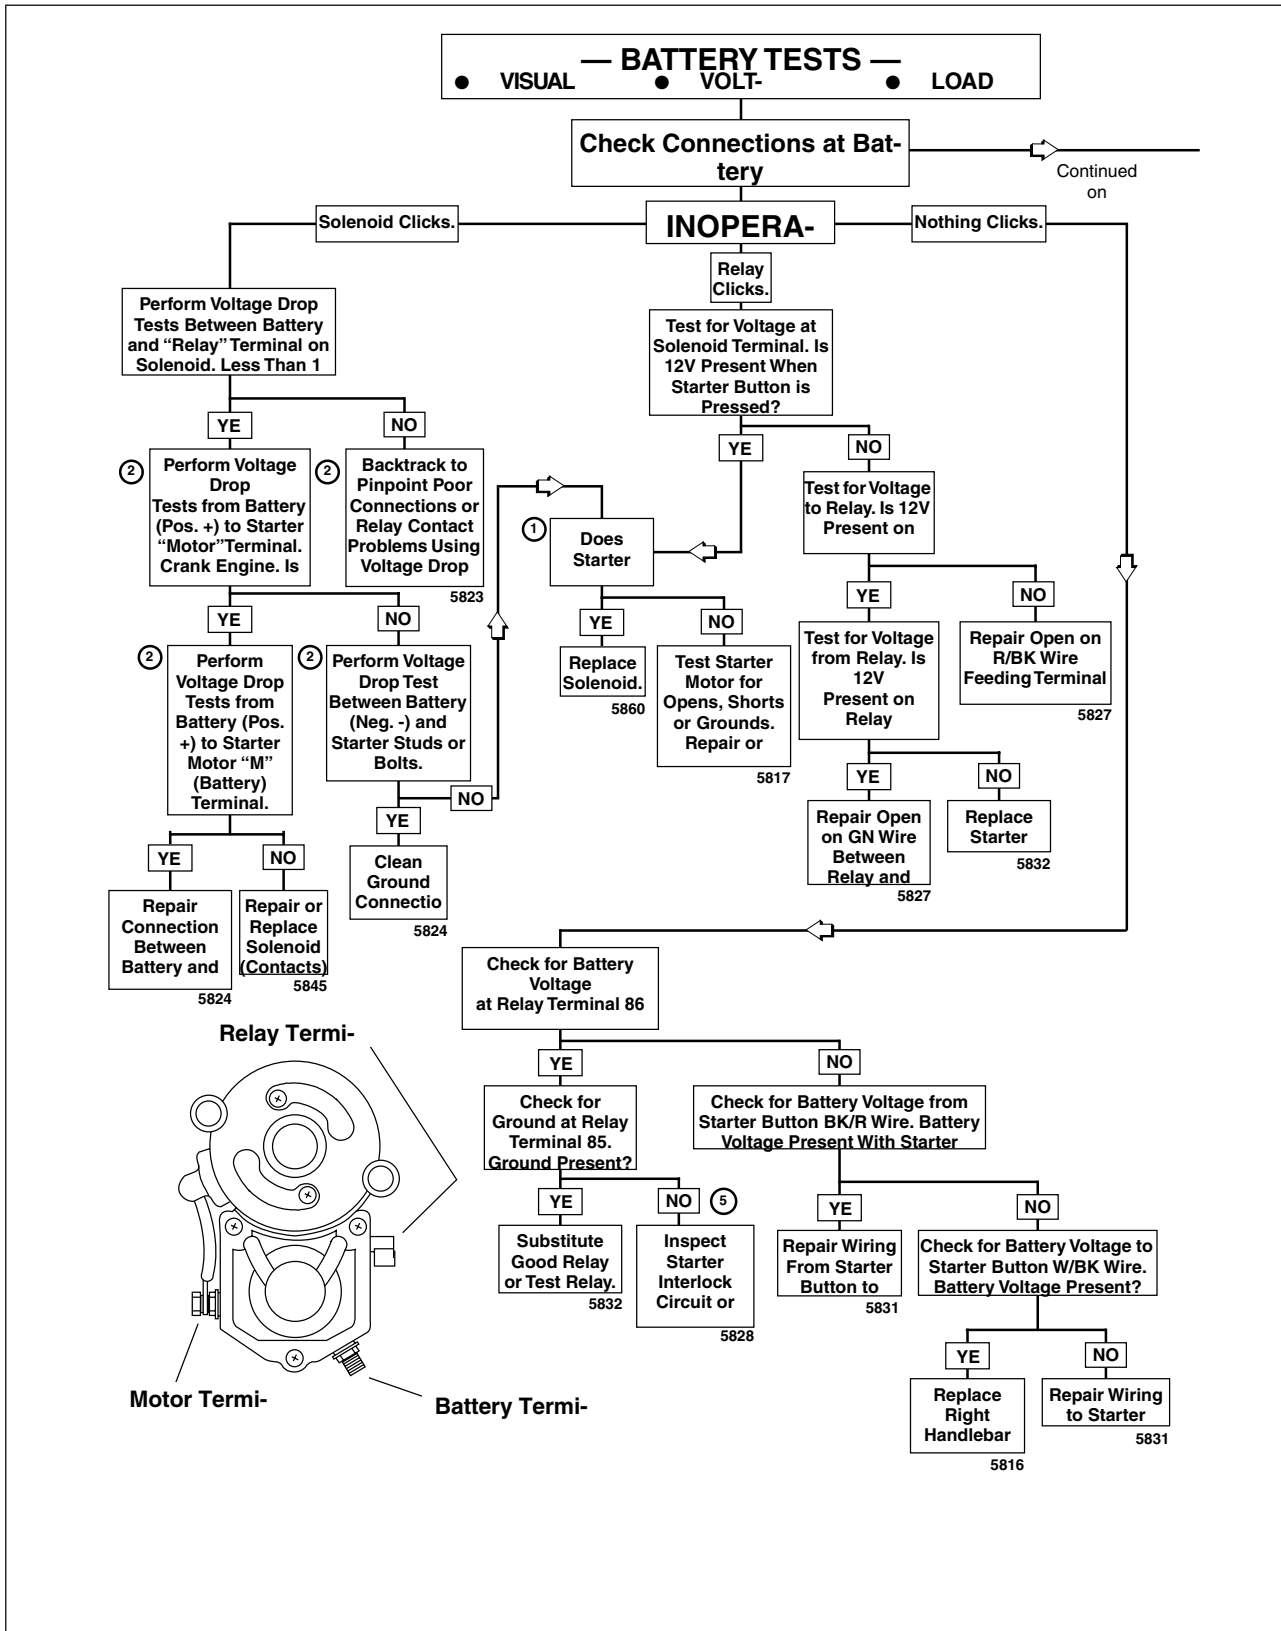 — BATTERY TESTS —
● VISUAL ● VOLT- ● LOAD
Check Connections at Bat-
tery
Continued
on
Solenoid Clicks.
INOPERA-
Nothing Clicks.
Relay
Clicks.
Perform Voltage Drop
Tests Between Battery
and “Relay” Terminal on
Solenoid. Less Than 1
YE
NO
2
Perform Voltage
Drop
Tests from Battery
(Pos. +) to Starter
“Motor” Terminal.
Crank Engine. Is
2
Backtrack to
Pinpoint Poor
Connections or
Relay Contact
Problems Using
Voltage Drop
5823
YE
NO
2
Perform
Voltage Drop
Tests from
Battery (Pos.
+) to Starter
Motor “M”
(Battery)
Terminal.
2
Perform Voltage
Drop Test
Between Battery
(Neg. -) and
Starter Studs or
Bolts.
NO
YE
Clean
Ground
Connectio
5824
YE
NO
Repair
Connection
Between
Battery and
5824
Repair or
Replace
Solenoid
(Contacts)
5845
Test for Voltage at
Solenoid Terminal. Is
12V Present When
Starter Button is
Pressed?
YE
NO
1
Does
Starter
YE
NO
Replace
Solenoid.
5860
Test Starter
Motor for
Opens, Shorts
or Grounds.
Repair or
5817
Test for Voltage
to Relay. Is 12V
Present on
YE
NO
Test for Voltage
from Relay. Is
12V
Present on
Relay
Repair Open on
R/BK Wire
Feeding Terminal
5827
YE
NO
Repair Open
on GN Wire
Between
Relay and
5827
Replace
Starter
5832
Check for Battery
Voltage
at Relay Terminal 86
YE
NO
Check for
Ground at Relay
Terminal 85.
Ground Present?
Check for Battery Voltage from
Starter Button BK/R Wire. Battery
Voltage Present With Starter
YE
NO
5
Substitute
Good Relay
or Test Relay.
5832
Inspect
Starter
Interlock
Circuit or
5828
YE
NO
Repair Wiring
From Starter
Button to
5831
Check for Battery Voltage to
Starter Button W/BK Wire.
Battery Voltage Present?
YE
NO
Replace
Right
Handlebar
5816
Repair Wiring
to Starter
5831
Relay Termi-
Motor Termi-
Battery Termi-